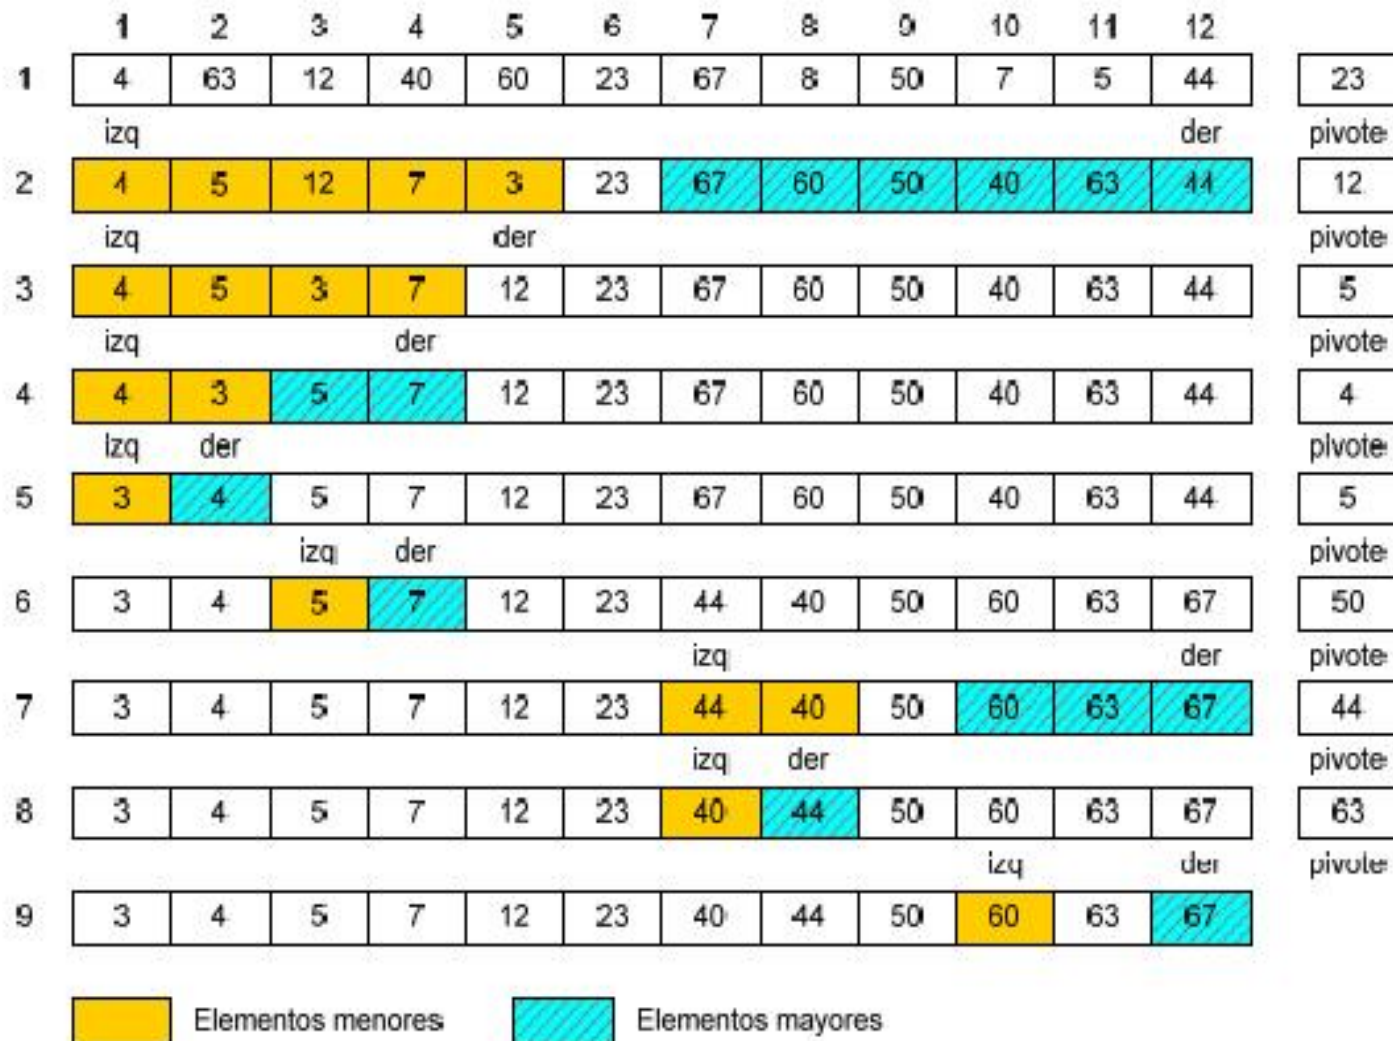 1 2 3 4 5 6 7 8 9 10 11 12
1 4 63 12 40 60 23 67 8 50 7 5 44 23
izq der pivote
2 4 5 12 7 3 23 67 60 50 40 63 44 12
izq der pivote
3 4 5 3 7 12 23 67 60 50 40 63 44 5
izq der pivote
4 4 3 5 7 12 23 67 60 50 40 63 44 4
izq der pivote
5 3 4 5 7 12 23 67 60 50 40 63 44 5
izq der pivote
6 3 4 5 7 12 23 44 40 50 60 63 67 50
izq der pivote
7 3 4 5 7 12 23 44 40 50 60 63 67 44
izq der pivote
8 3 4 5 7 12 23 40 44 50 60 63 67 63
izq der pivote
9 3 4 5 7 12 23 40 44 50 60 63 67
Elementos menores Elementos mayores